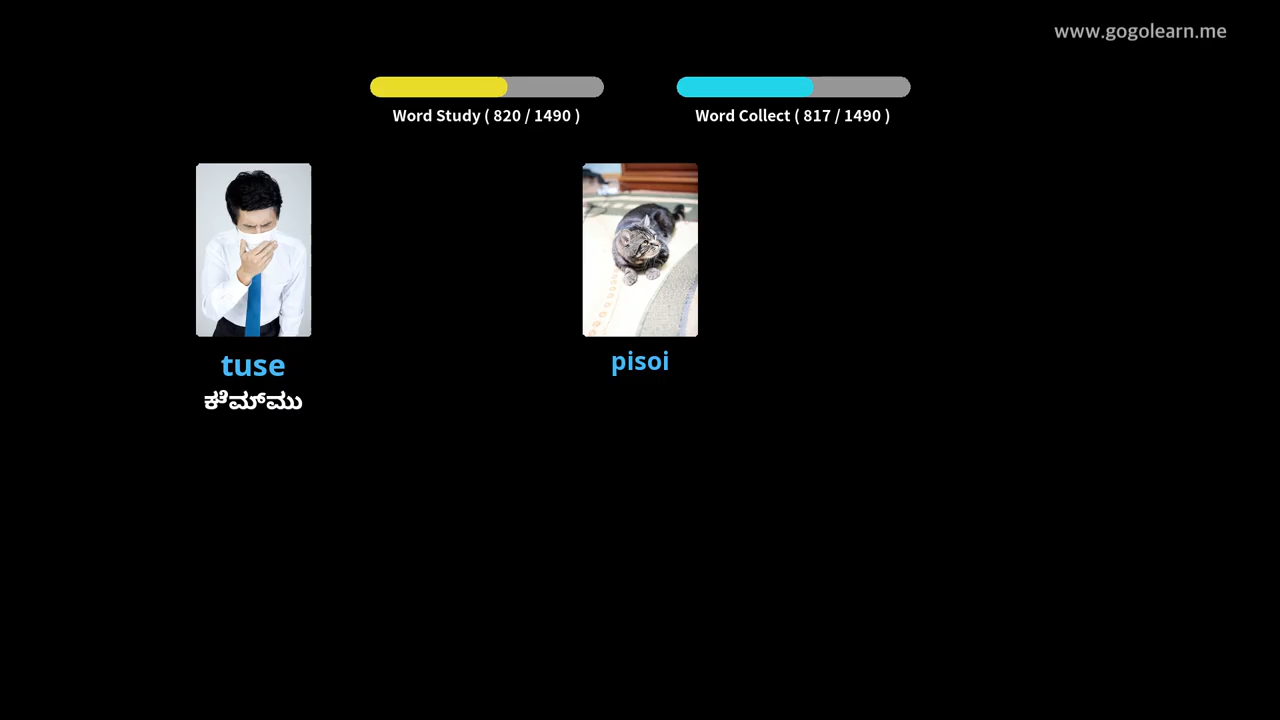 www.gogolearn.me
Word Study ( 820 / 1490 )
Word Collect ( 817 / 1490 )
tuse
pisoi
ಕೆಮ್ಮು